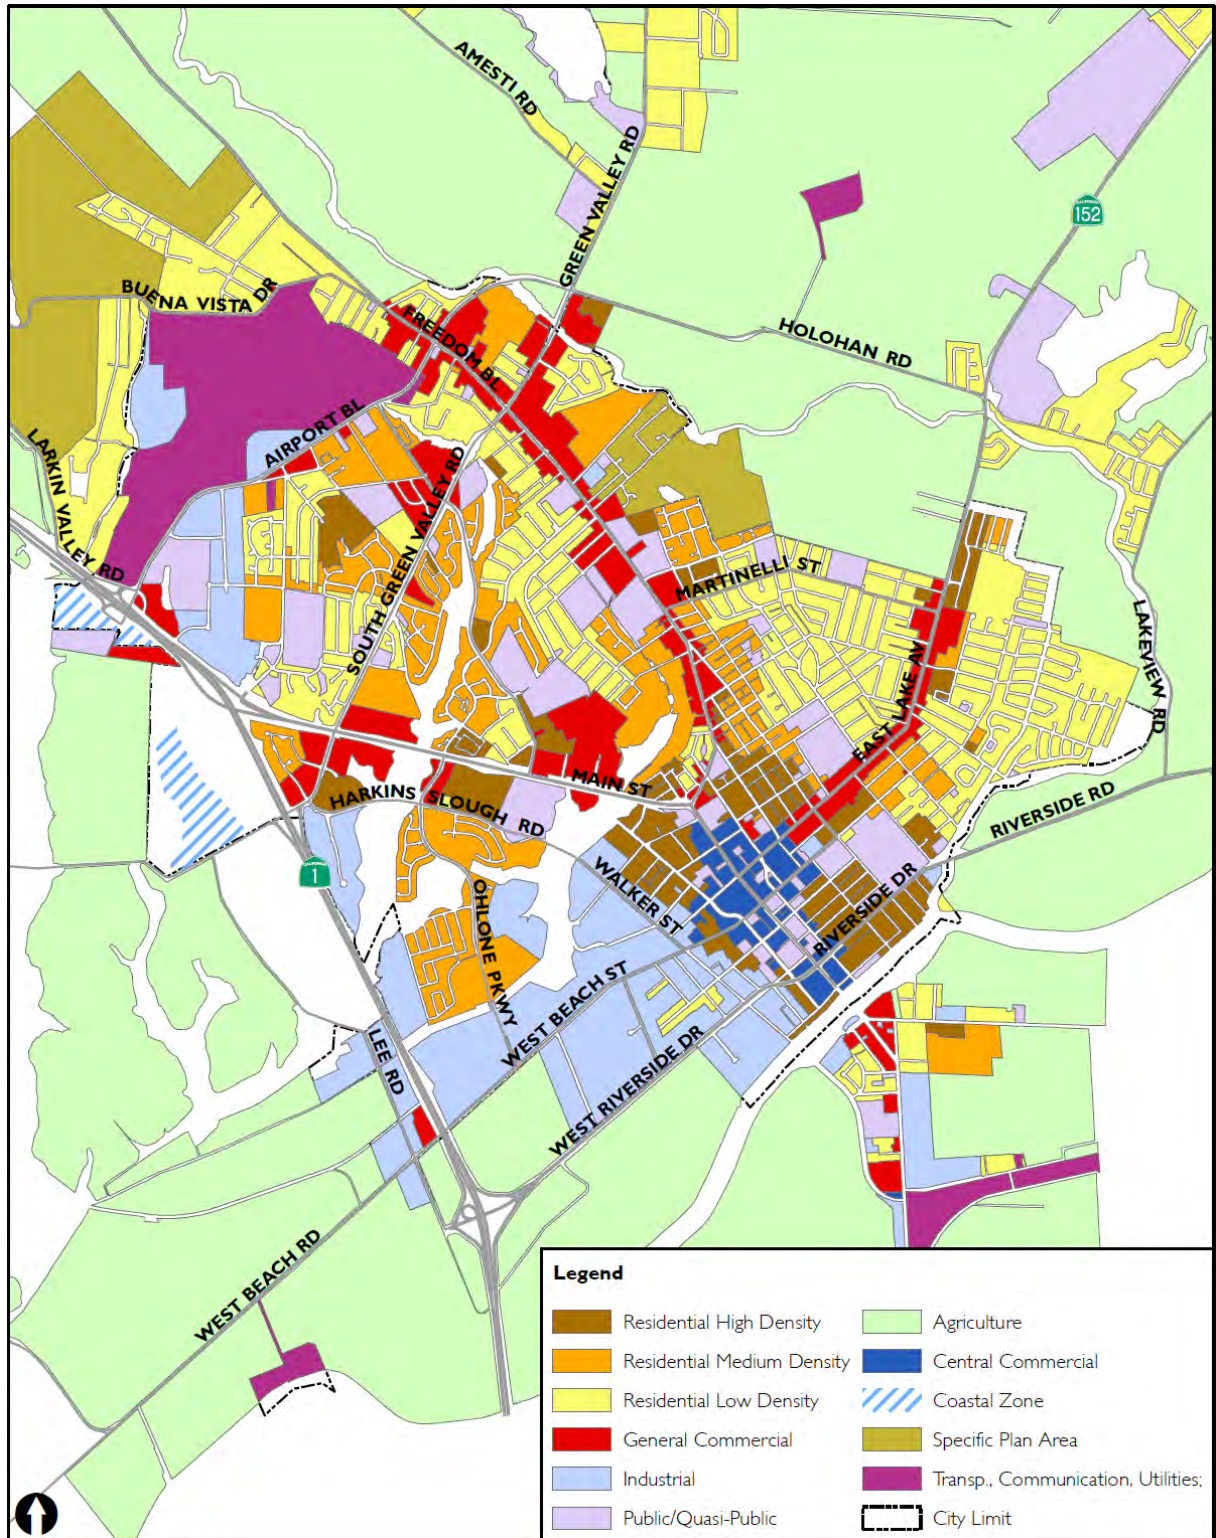 AMESTI RD
GREEN VALLEY RD
CALIFORNIA
152
BUENA VISTA DR
FREEDOM BL
HOLOHAN RD
AIRPORT BL
LARKIN VALLEY RD
SOUTH GREEN VALLEY RD
MARTINELLI ST
LAKEVIEW RD
EAST LAKE AV
MAIN ST
HARKINS SLOUGH RD
RIVERSIDE RD
CALIFORNIA
1
WALKER ST
OHLONE PKWY
RIVERSIDE DR
WEST BEACH ST
LEE RD
WEST RIVERSIDE DR
WEST BEACH RD
Legend
Residential High Density
Residential Medium Density
Residential Low Density
General Commercial
Industrial
Public/Quasi-Public
Agriculture
Central Commercial
Coastal Zone
Specific Plan Area
Transp., Communication, Utilities;
City Limit